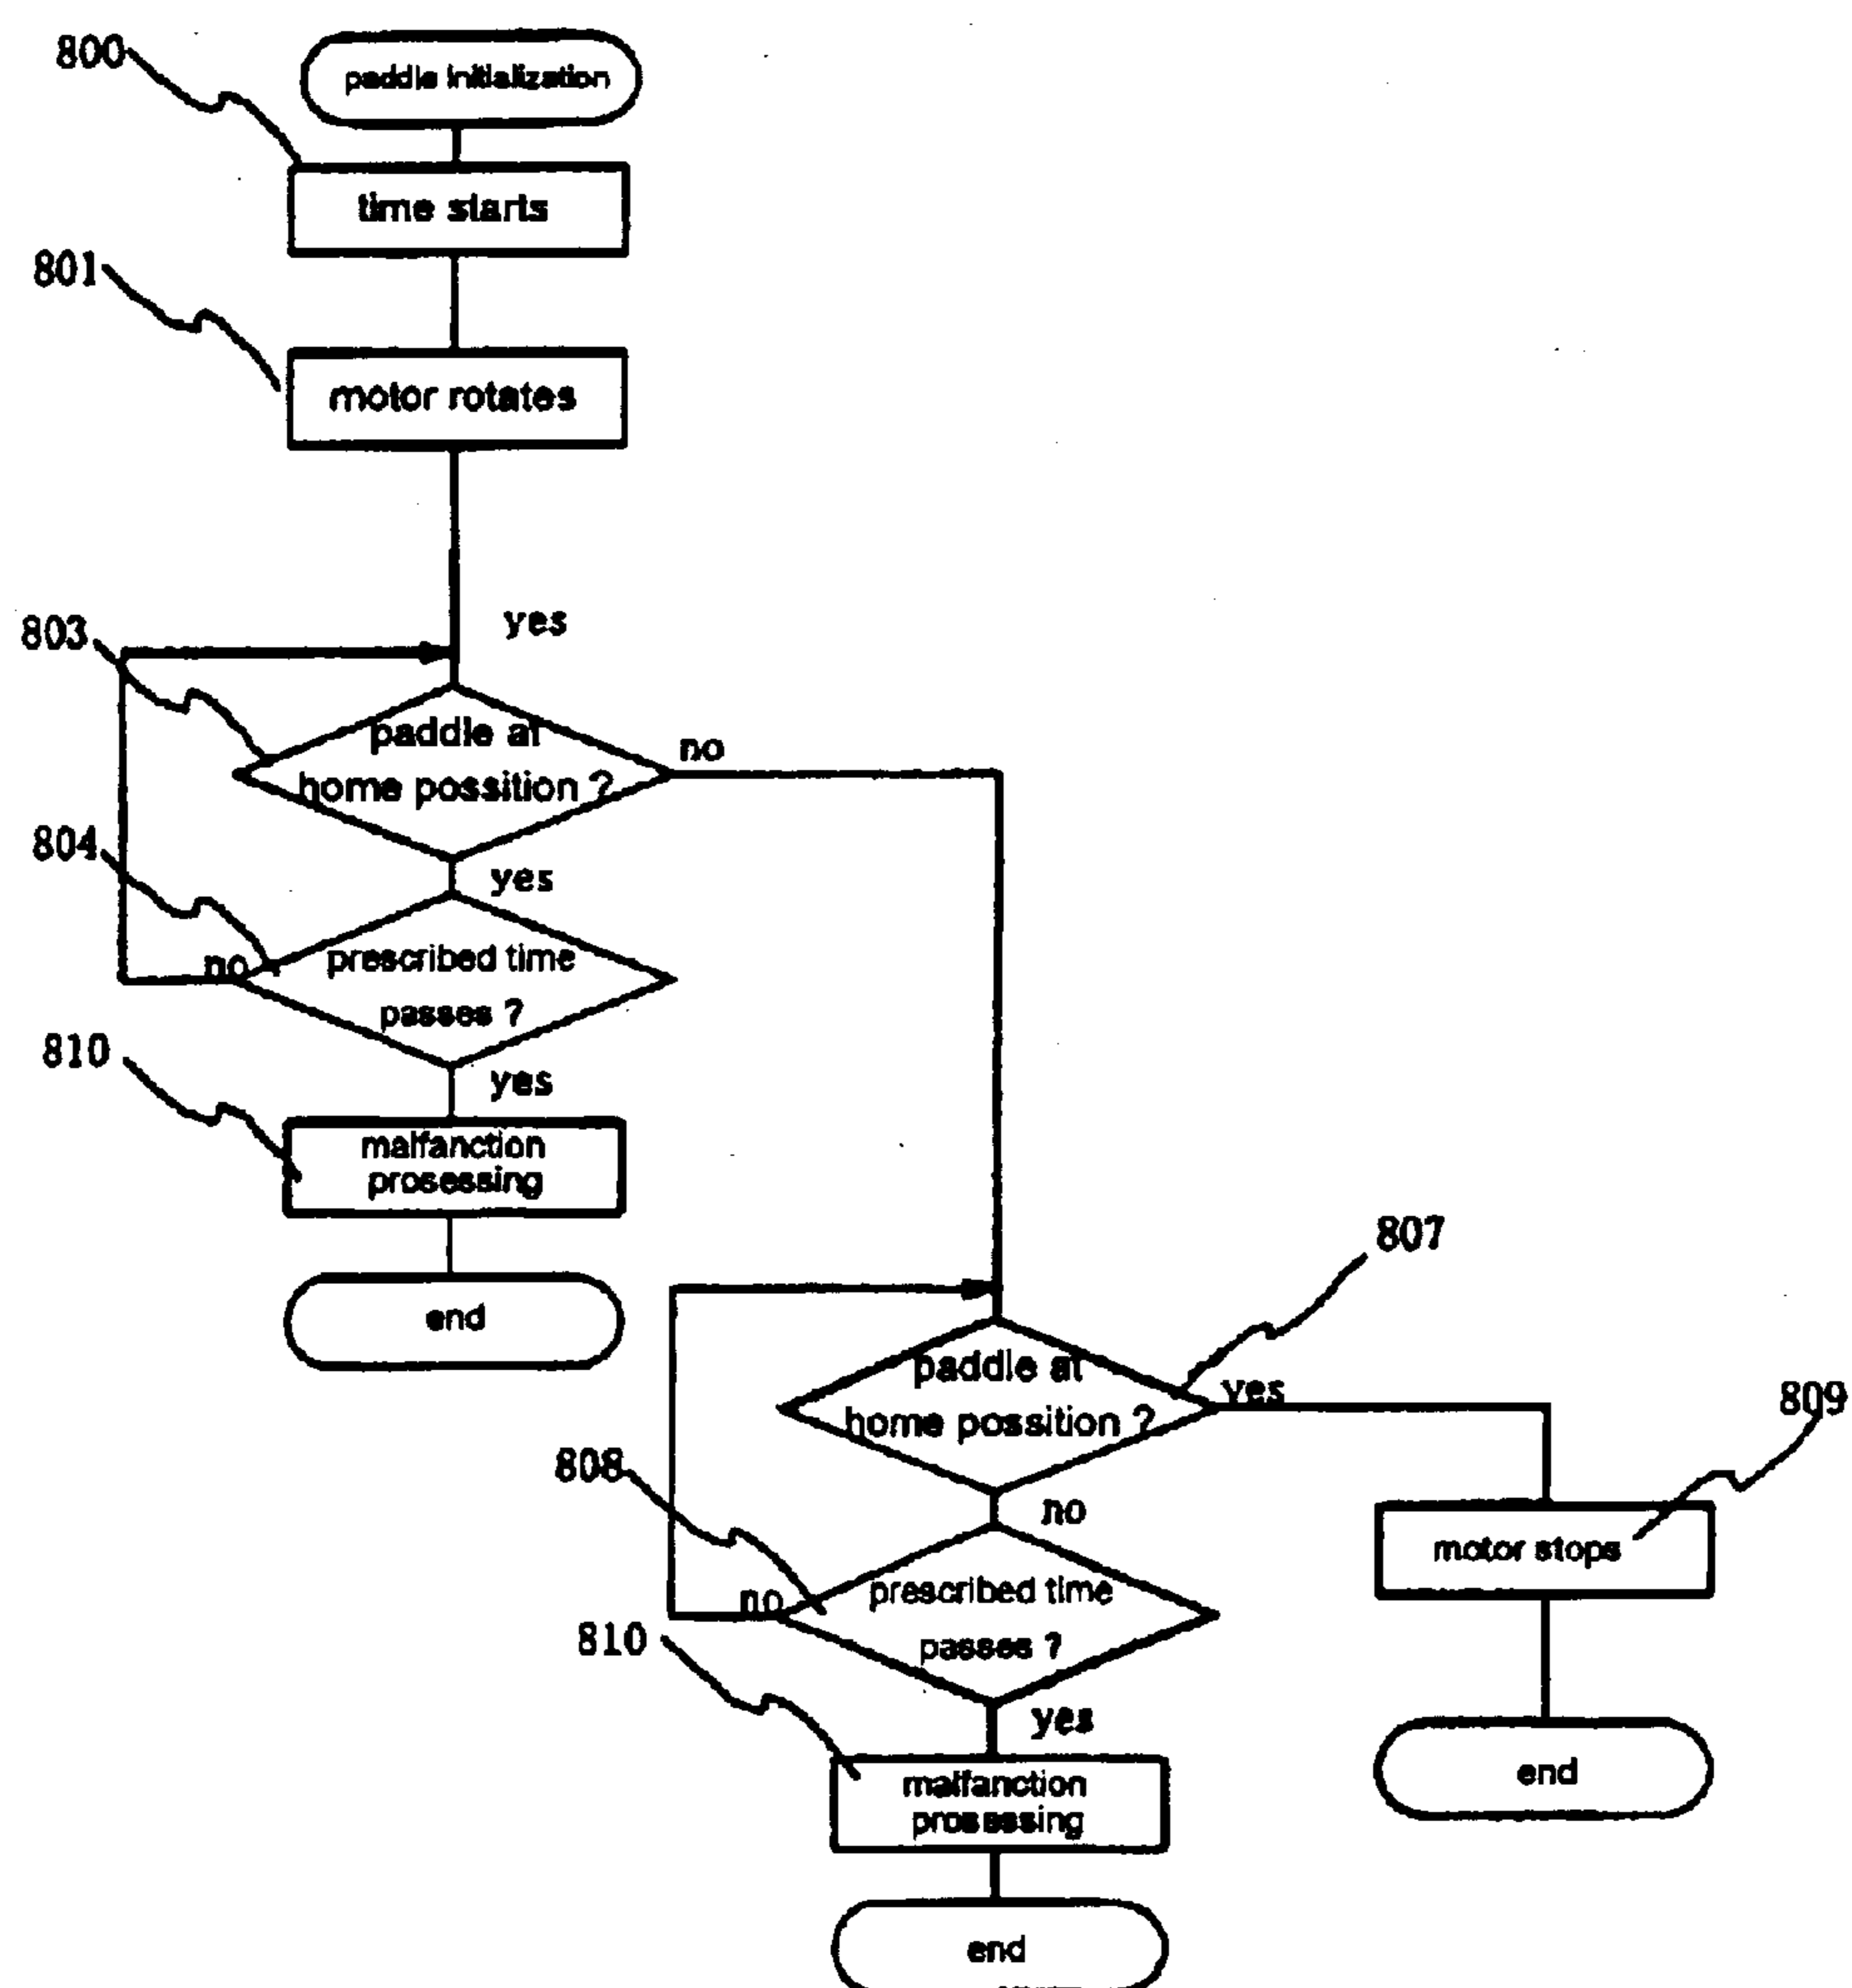 800
paddle initialization
time starts
801
motor rotates
yes
803
paddle at
home possition ?
no
804
yes
no
prescribed time
passes ?
810
yes
malfanction
prosessing
end
807
paddle at
home possition ?
yes
809
808
no
motor stops
no
prescribed time
passes ?
810
yes
malfanction
prosessing
end
end